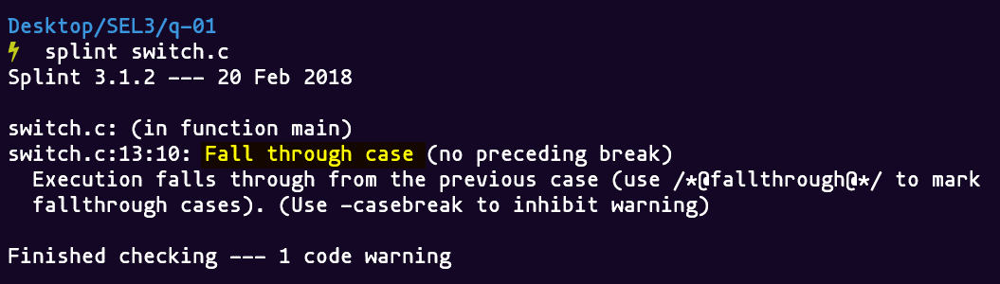 Desktop/SEL3/q-01
⚡ splint switch.c
Splint 3.1.2 --- 20 Feb 2018
switch.c: (in function main)
switch.c:13:10: Fall through case (no preceding break)
Execution falls through from the previous case (use /*@fallthrough@*/ to mark
fallthrough cases). (Use -casebreak to inhibit warning)
Finished checking --- 1 code warning